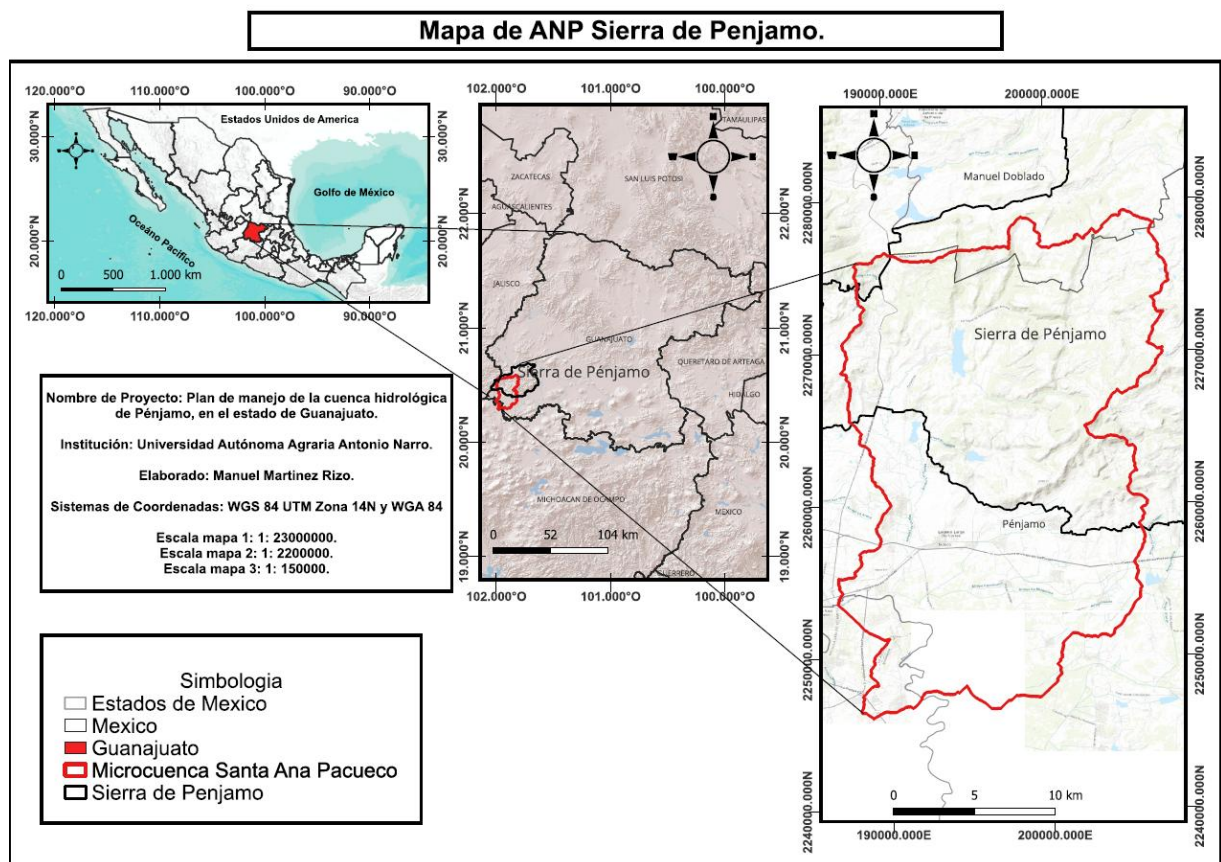 Mapa de ANP Sierra de Penjamo.
120.000°O 110.000°O 100.000°O 90.000°O
30.000°N
20.000°N
30.000°N
20.000°N
Estados Unidos de America
Golfo de México
Oceáno Pacífico
0 500 1.000 km
120.000°O 110.000°O 100.000°O 90.000°O
Nombre de Proyecto: Plan de manejo de la cuenca hidrológica
de Pénjamo, en el estado de Guanajuato.
Institución: Universidad Autónoma Agraria Antonio Narro.
Elaborado: Manuel Martinez Rizo.
Sistemas de Coordenadas: WGS 84 UTM Zona 14N y WGA 84
Escala mapa 1: 1: 23000000.
Escala mapa 2: 1: 2200000.
Escala mapa 3: 1: 150000.
Simbologia
Estados de Mexico
Mexico
Guanajuato
Microcuenca Santa Ana Pacueco
Sierra de Penjamo
102.000°O 101.000°O 100.000°O
22.000°N
21.000°N
20.000°N
19.000°N
22.000°N
21.000°N
20.000°N
19.000°N
TAMAULIPAS
ZACATECAS
SAN LUIS POTOSI
AGUASCALIENTES
JALISCO
GUANAJUATO
QUERETARO DE ARTEAGA
Sierra de Pénjamo
HIDALGO
MICHOACAN DE OCAMPO
MEXICO
0 52 104 km
GUERRERO
102.000°O 101.000°O 100.000°O
190000.000E 200000.000E
2280000.000N
2270000.000N
2260000.000N
2250000.000N
2240000.000N
2280000.000N
2270000.000N
2260000.000N
2250000.000N
2240000.000N
Manuel Doblado
Sierra de Pénjamo
Pénjamo
0 5 10 km
190000.000E 200000.000E